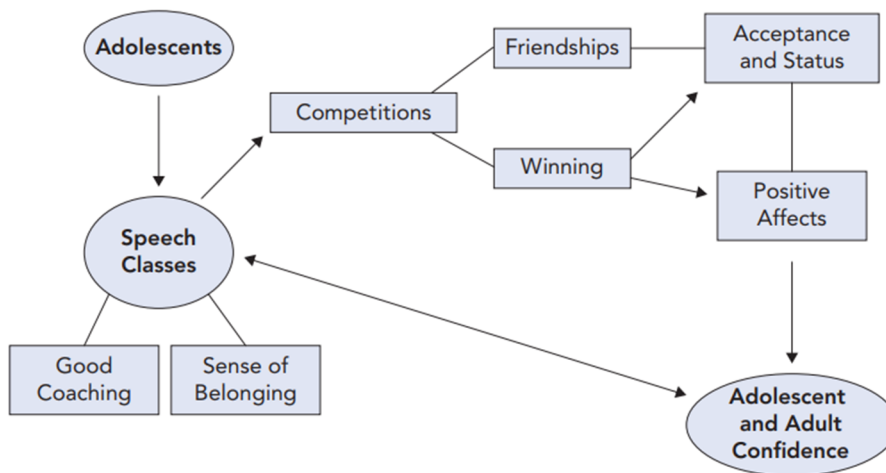 Adolescents
Friendships
Acceptance
and Status
Competitions
Winning
Positive
Affects
Speech
Classes
Good
Coaching
Sense of
Belonging
Adolescent
and Adult
Confidence